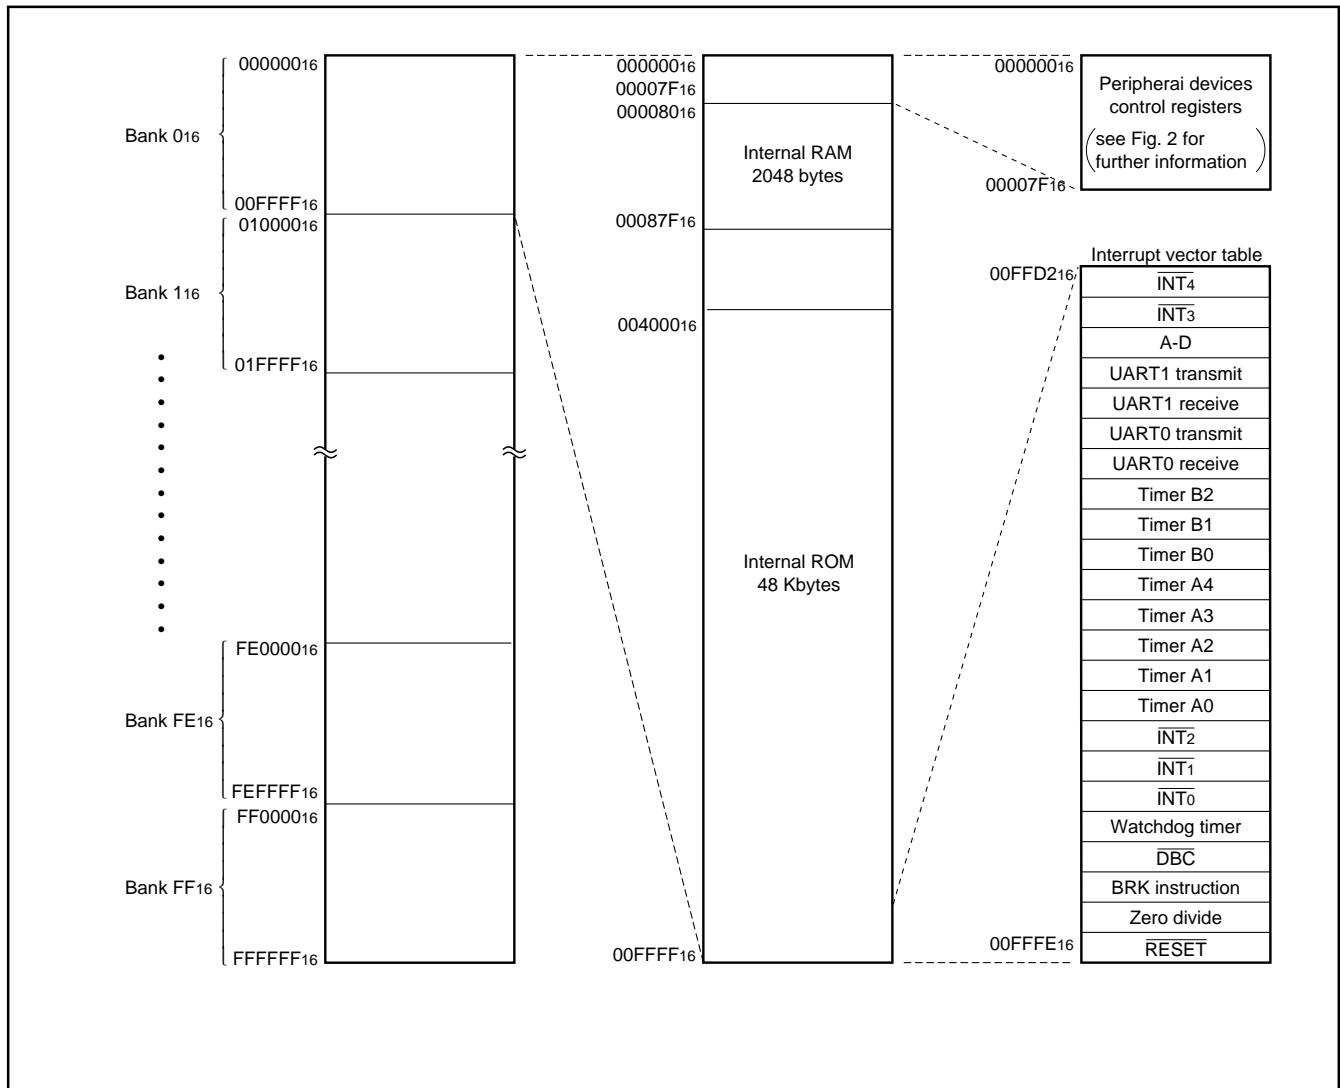 000000₁₆
Bank 0₁₆
00FFFF₁₆
010000₁₆
Bank 1₁₆
01FFFF₁₆
FE0000₁₆
Bank FE₁₆
FEFFFF₁₆
FF0000₁₆
Bank FF₁₆
FFFFFF₁₆
000000₁₆
00007F₁₆
000080₁₆
Internal RAM
2048 bytes
00087F₁₆
004000₁₆
Internal ROM
48 Kbytes
00FFFF₁₆
000000₁₆
Peripherai devices
control registers
(see Fig. 2 for
further information)
00007F₁₆
Interrupt vector table
00FFD2₁₆
INT4
INT3
A-D
UART1 transmit
UART1 receive
UART0 transmit
UART0 receive
Timer B2
Timer B1
Timer B0
Timer A4
Timer A3
Timer A2
Timer A1
Timer A0
INT2
INT1
INT0
Watchdog timer
DBC
BRK instruction
Zero divide
00FFFE₁₆
RESET